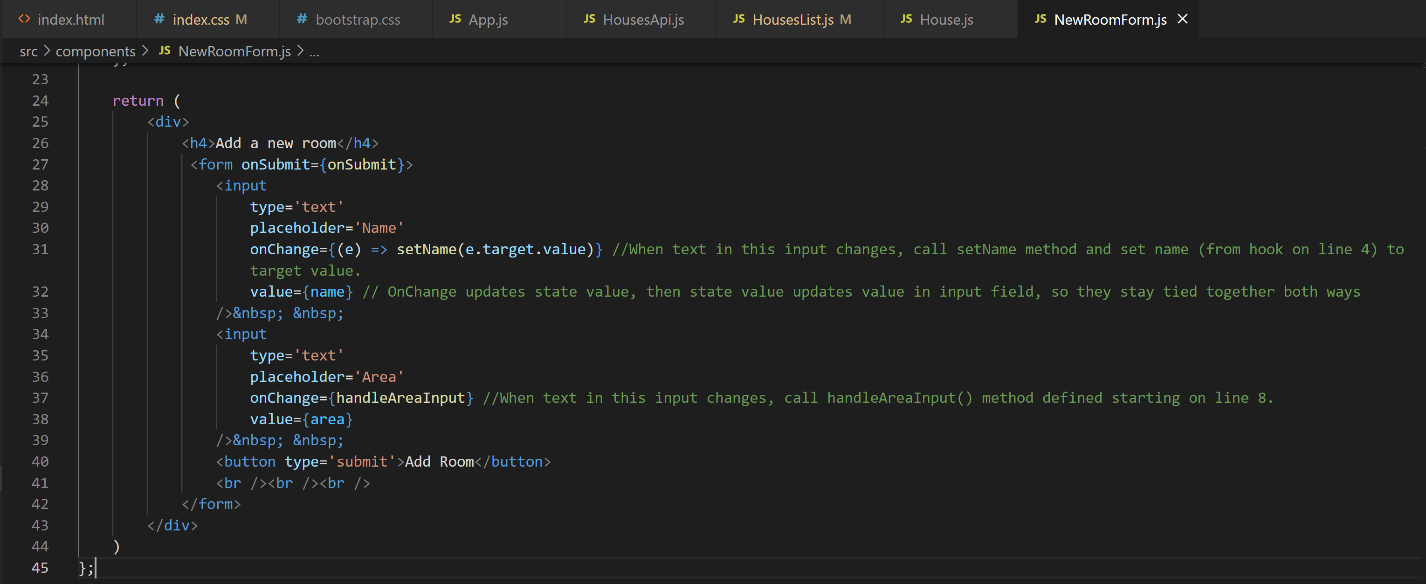 <> index.html # index.css M # bootstrap.css JS App.js JS HousesApi.js JS HousesList.js M JS House.js JS NewRoomForm.js ×
src > components > JS NewRoomForm.js > ...
23
24 return (
25 <div>
26 <h4>Add a new room</h4>
27 <form onSubmit={onSubmit}>
28 <input
29 type='text'
30 placeholder='Name'
31 onChange={(e) => setName(e.target.value)} //When text in this input changes, call setName method and set name (from hook on line 4) to
target value.
32 value={name} // OnChange updates state value, then state value updates value in input field, so they stay tied together both ways
33 />&nbsp; &nbsp;
34 <input
35 type='text'
36 placeholder='Area'
37 onChange={handleAreaInput} //When text in this input changes, call handleAreaInput() method defined starting on line 8.
38 value={area}
39 />&nbsp; &nbsp;
40 <button type='submit'>Add Room</button>
41 <br /><br /><br />
42 </form>
43 </div>
44 )
45 };